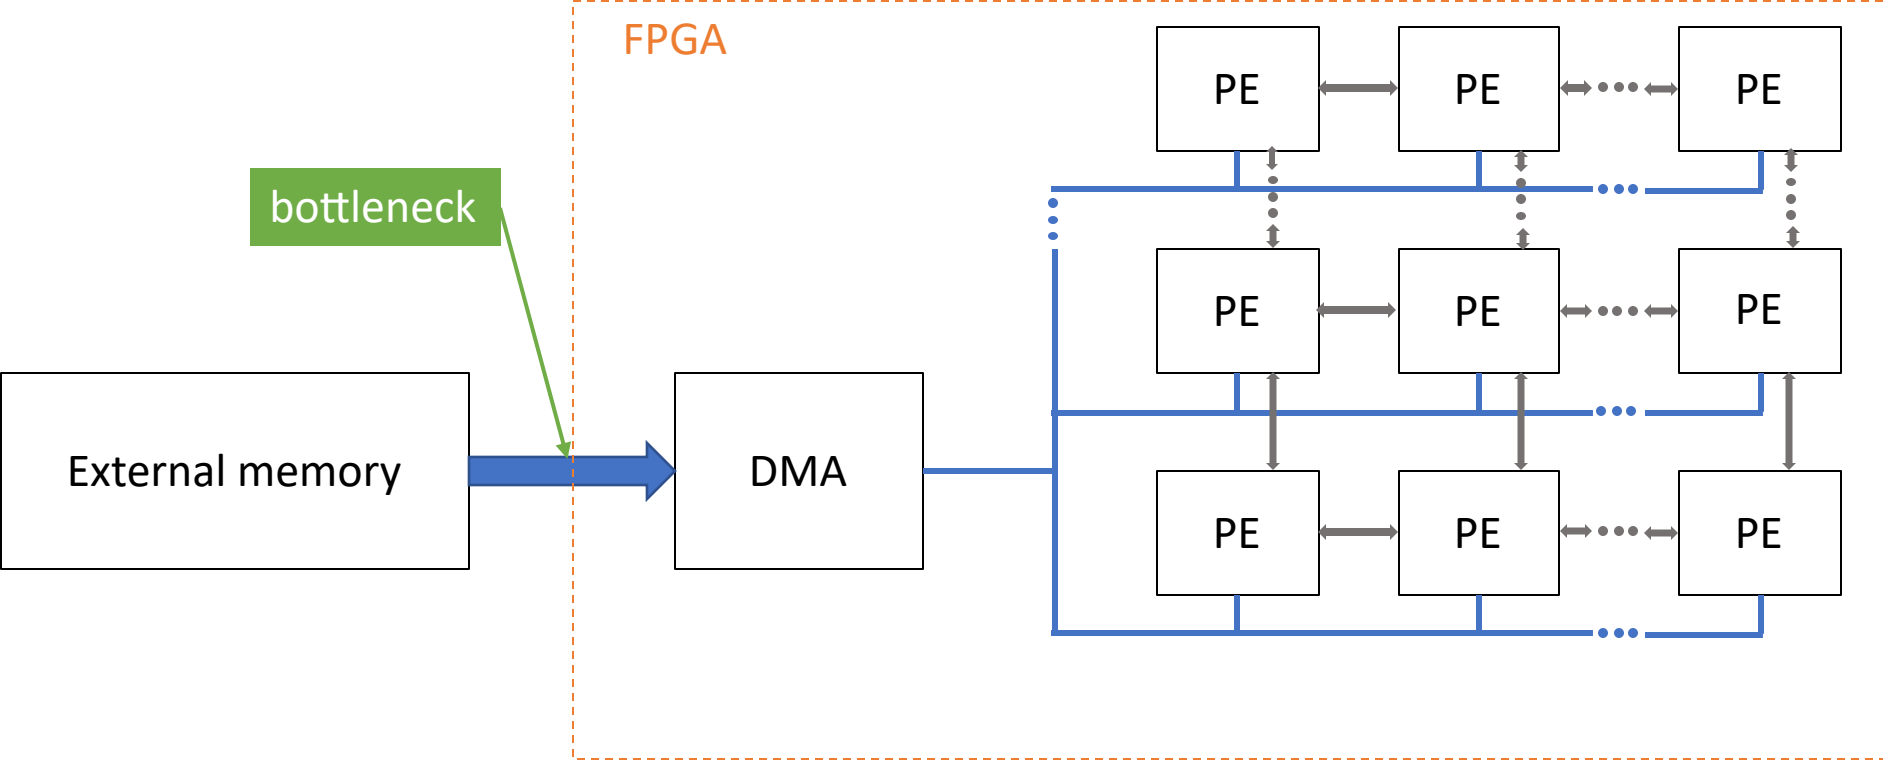 FPGA
PE PE PE
bottleneck
PE PE PE
External memory
DMA
PE PE PE